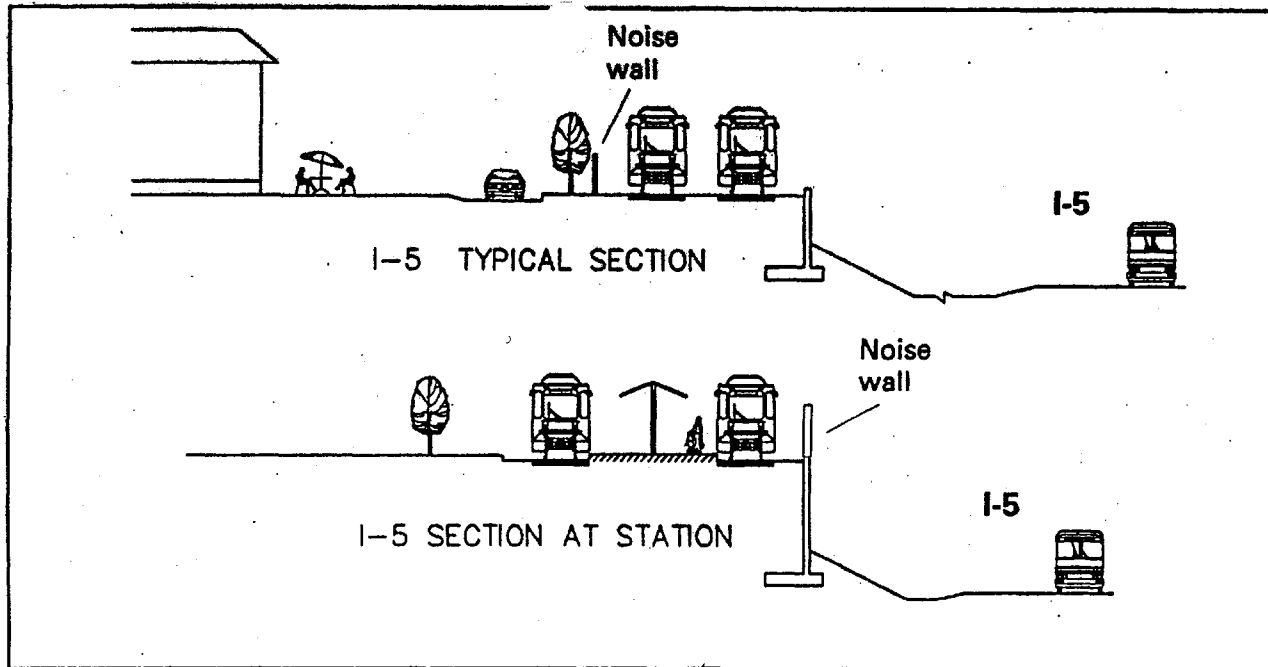 Noise
wall
I-5
I-5 TYPICAL SECTION
Noise
wall
I-5
I-5 SECTION AT STATION